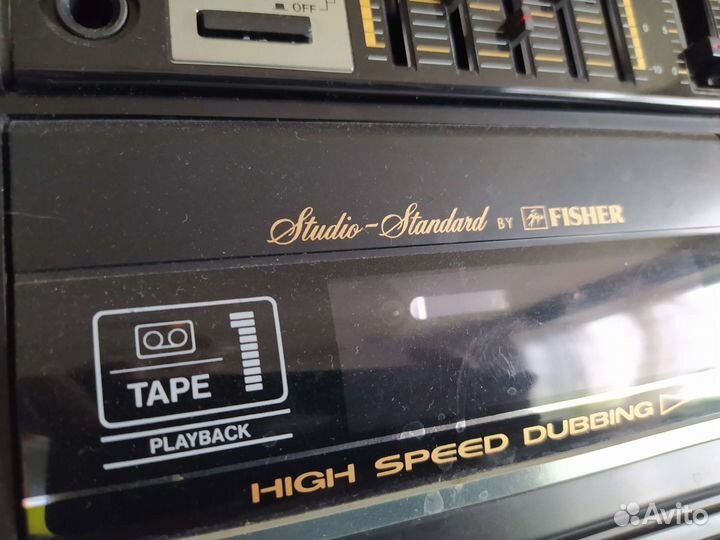 OFF
Studio-Standard BY FISHER
TAPE
PLAYBACK
HIGH SPEED DUBBING
Avito